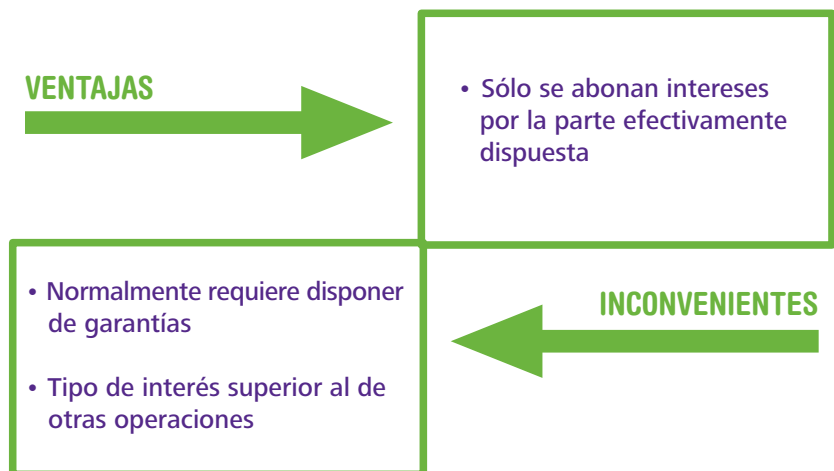 VENTAJAS
• Sólo se abonan intereses
por la parte efectivamente
dispuesta
INCONVENIENTES
• Normalmente requiere disponer
de garantías
• Tipo de interés superior al de
otras operaciones